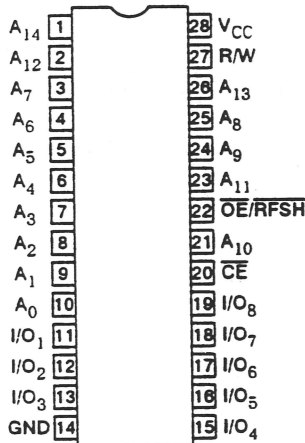 A14 1 28 VCC
A12 2 27 R/W
A7 3 26 A13
A6 4 25 A8
A5 5 24 A9
A4 6 23 A11
A3 7 22 OE/RFSH
A2 8 21 A10
A1 9 20 CE
A0 10 19 I/O8
I/O1 11 18 I/O7
I/O2 12 17 I/O6
I/O3 13 16 I/O5
GND 14 15 I/O4